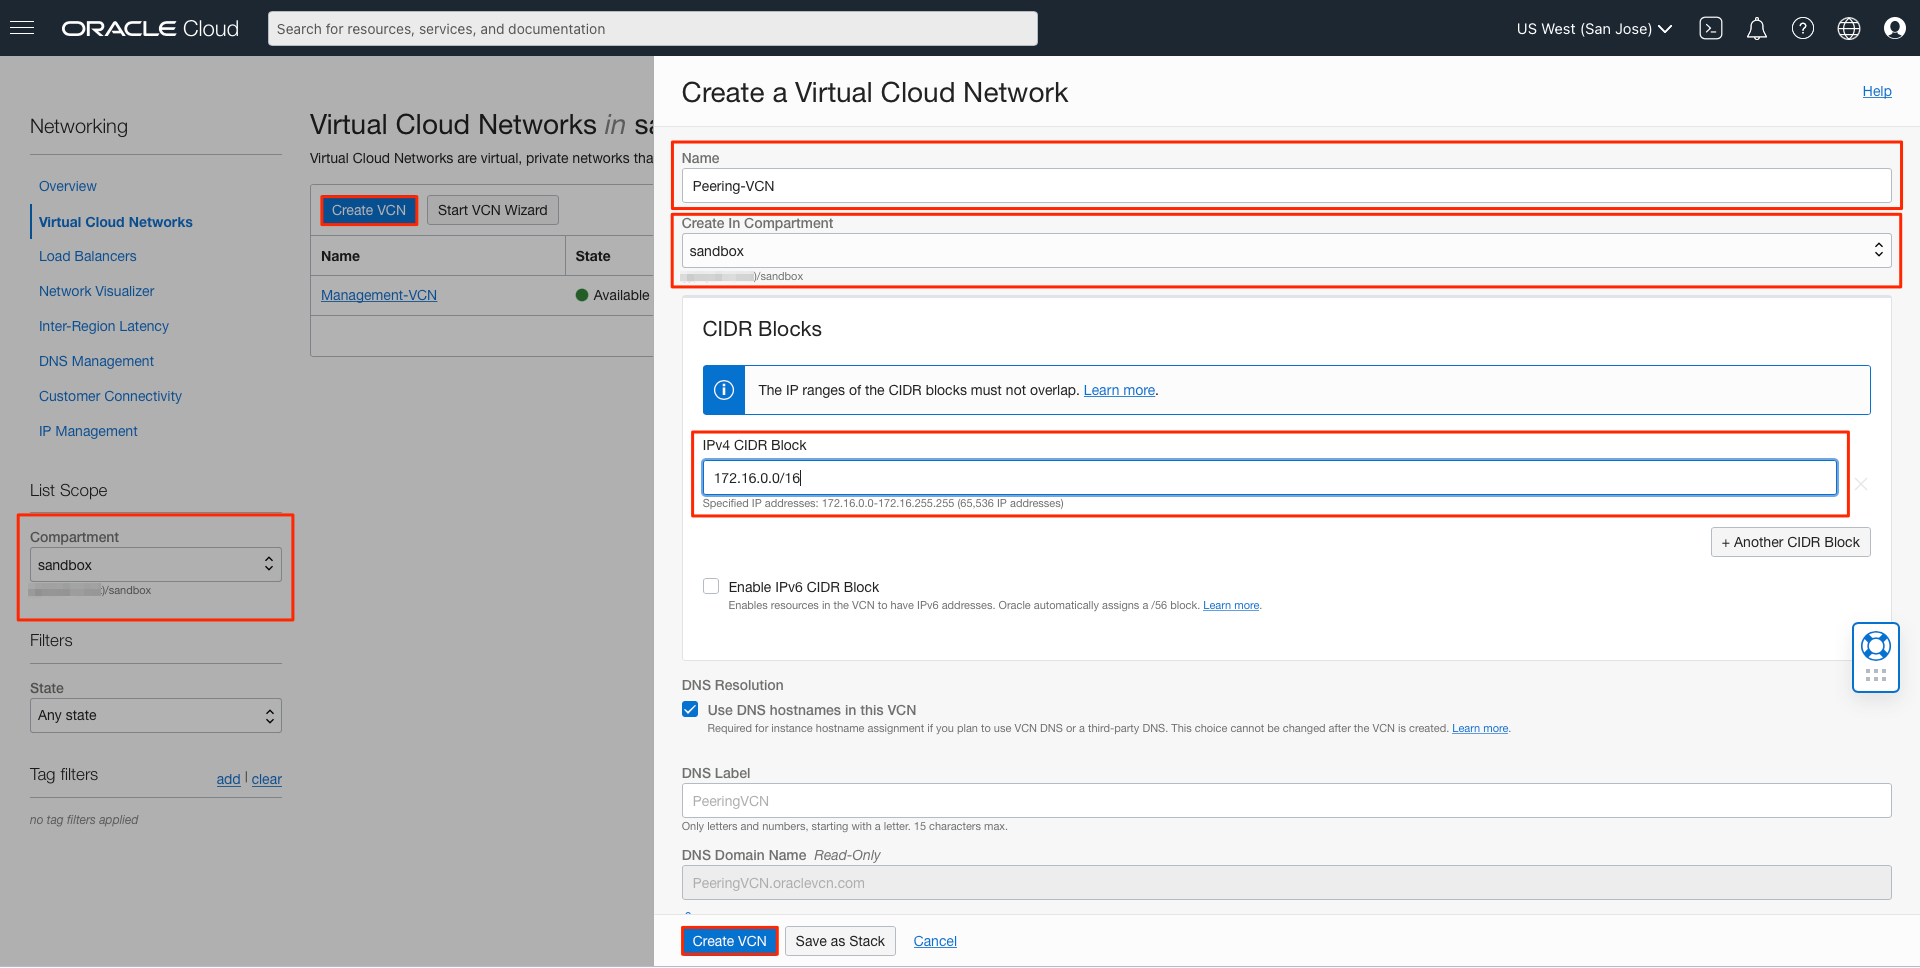 ORACLE Cloud
Search for resources, services, and documentation
US West (San Jose)
Networking
Overview
Virtual Cloud Networks
Load Balancers
Network Visualizer
Inter-Region Latency
DNS Management
Customer Connectivity
IP Management
List Scope
Compartment
sandbox
)/sandbox
Filters
State
Any state
Tag filters
add | clear
no tag filters applied
Virtual Cloud Networks in sa
Virtual Cloud Networks are virtual, private networks tha
Create VCN
Start VCN Wizard
Name
State
Management-VCN
Available
Create a Virtual Cloud Network
Help
Name
Peering-VCN
Create In Compartment
sandbox
)/sandbox
CIDR Blocks
The IP ranges of the CIDR blocks must not overlap. Learn more.
IPv4 CIDR Block
172.16.0.0/16
Specified IP addresses: 172.16.0.0-172.16.255.255 (65,536 IP addresses)
+ Another CIDR Block
Enable IPv6 CIDR Block
Enables resources in the VCN to have IPv6 addresses. Oracle automatically assigns a /56 block. Learn more.
DNS Resolution
Use DNS hostnames in this VCN
Required for instance hostname assignment if you plan to use VCN DNS or a third-party DNS. This choice cannot be changed after the VCN is created. Learn more.
DNS Label
PeeringVCN
Only letters and numbers, starting with a letter. 15 characters max.
DNS Domain Name Read-Only
PeeringVCN.oraclevcn.com
Create VCN
Save as Stack
Cancel